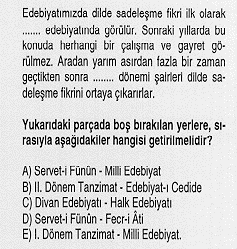 Edebiyatımızda dilde sadeleşme fikri ilk olarak
....... edebiyatında görülür. Sonraki yıllarda bu
konuda herhangi bir çalışma ve gayret gö-
rülmez. Aradan yarım asırdan fazla bir zaman
geçtikten sonra ........ dönemi şairleri dilde sa-
deleşme fikrini ortaya çıkarırlar.
Yukarıdaki parçada boş bırakılan yerlere, sı-
rasıyla aşağıdakiler hangisi getirilmelidir?
A) Servet-i Fünûn - Milli Edebiyat
B) II. Dönem Tanzimat - Edebiyat-ı Cedide
C) Divan Edebiyatı - Halk Edebiyatı
D) Servet-i Fünûn - Fecr-i Âti
E) I. Dönem Tanzimat - Milli Edebiyat.